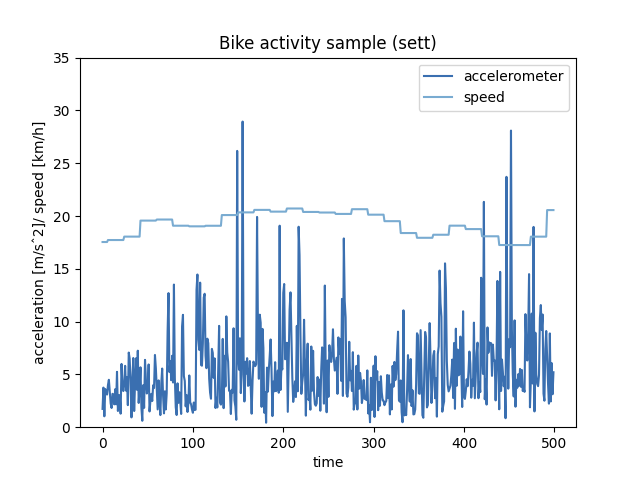 Bike activity sample (sett)
accelerometer
speed
acceleration [m/s^2]/ speed [km/h]
35
30
25
20
15
10
5
0
0 100 200 300 400 500
time